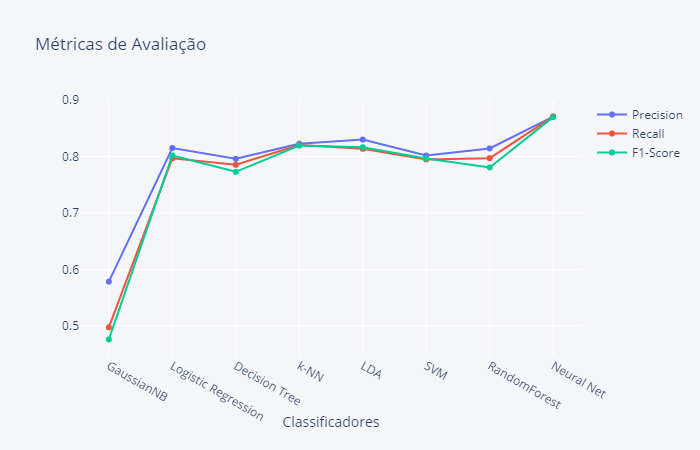 Métricas de Avaliação
0.9
0.8
0.7
0.6
0.5
Precision
Recall
F1-Score
GaussianNB
Logistic Regression
Decision Tree
k-NN
LDA
SVM
RandomForest
Neural Net
Classificadores